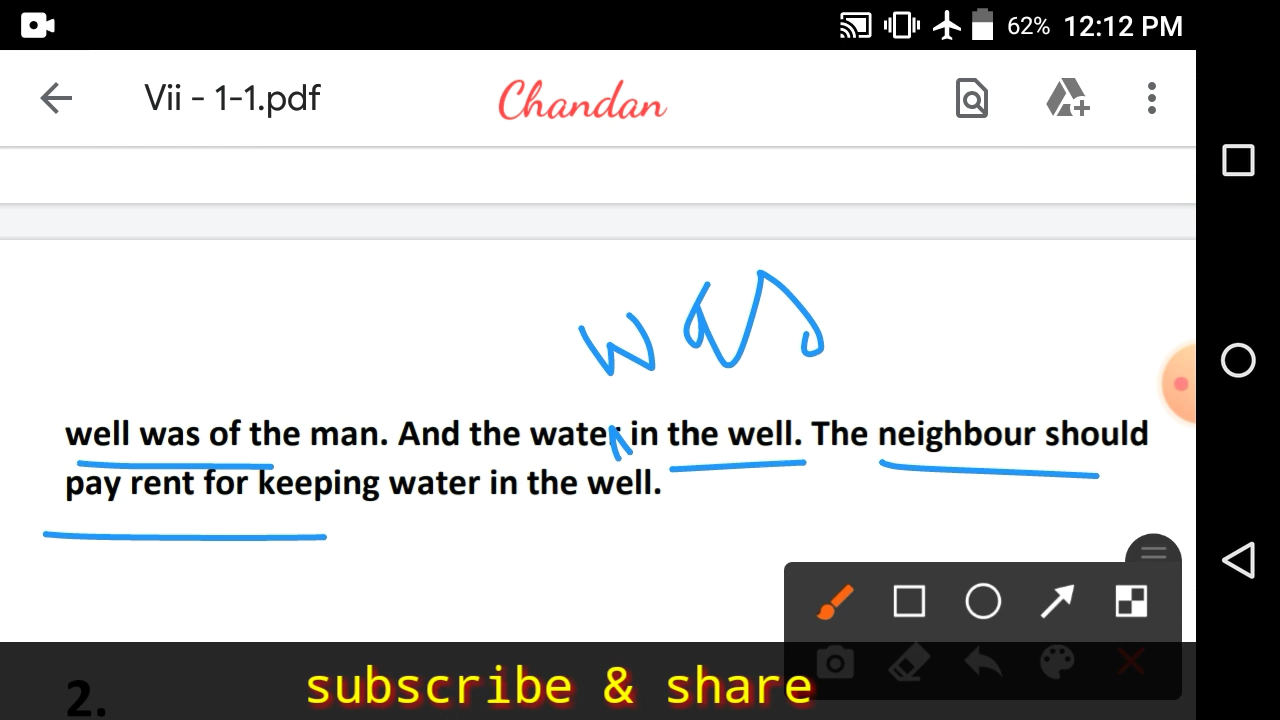 62% 12:12 PM
Vii - 1-1.pdf Chandan
was
well was of the man. And the water in the well. The neighbour should
pay rent for keeping water in the well.
2.
subscribe & share